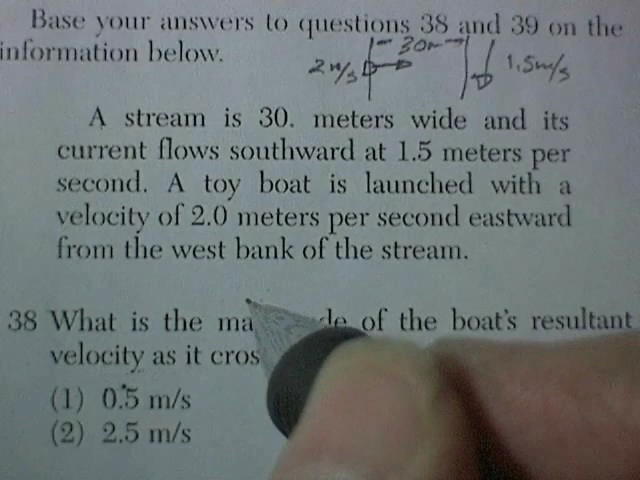 Base your answers to questions 38 and 39 on the
information below.
30m
2 m/s
1.5m/s
A stream is 30. meters wide and its
current flows southward at 1.5 meters per
second. A toy boat is launched with a
velocity of 2.0 meters per second eastward
from the west bank of the stream.
38 What is the ma de of the boat's resultant
velocity as it cros
(1) 0.5 m/s
(2) 2.5 m/s